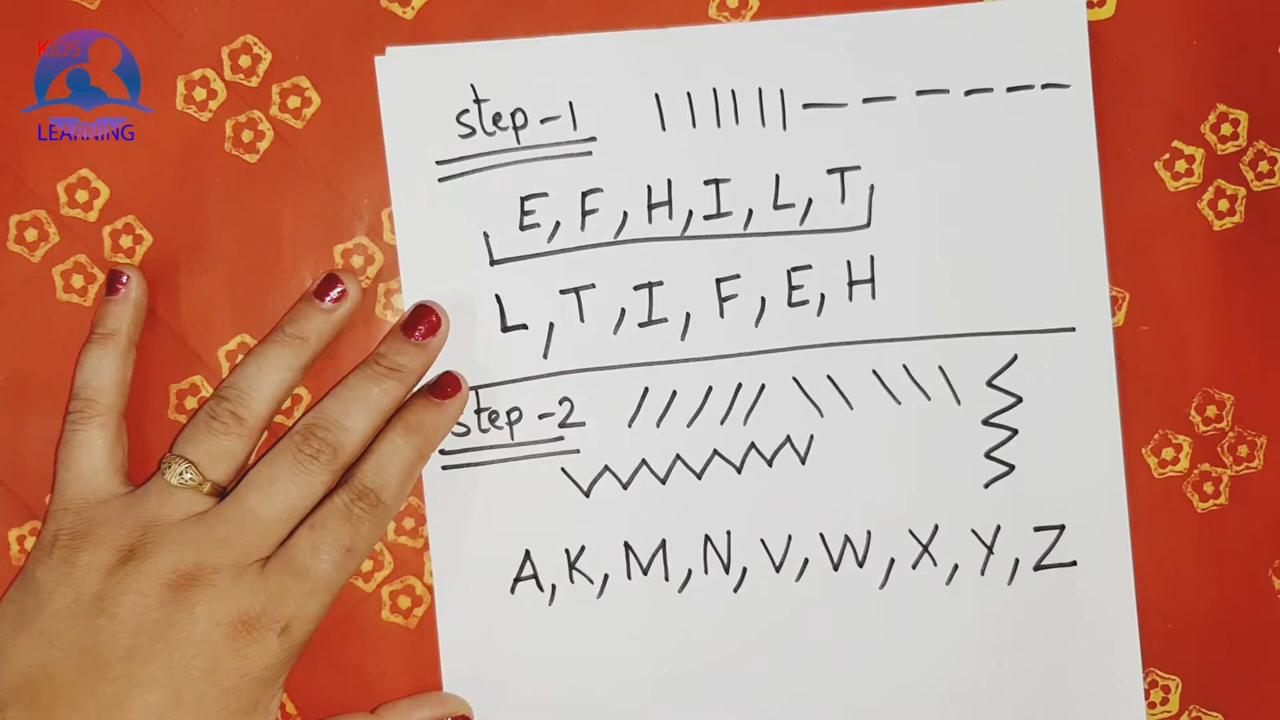 KIDS
LEARNING
step-1
E, F, H, I, L, T
L, T, I, F, E, H
step-2
A, K, M, N, V, W, X, Y, Z